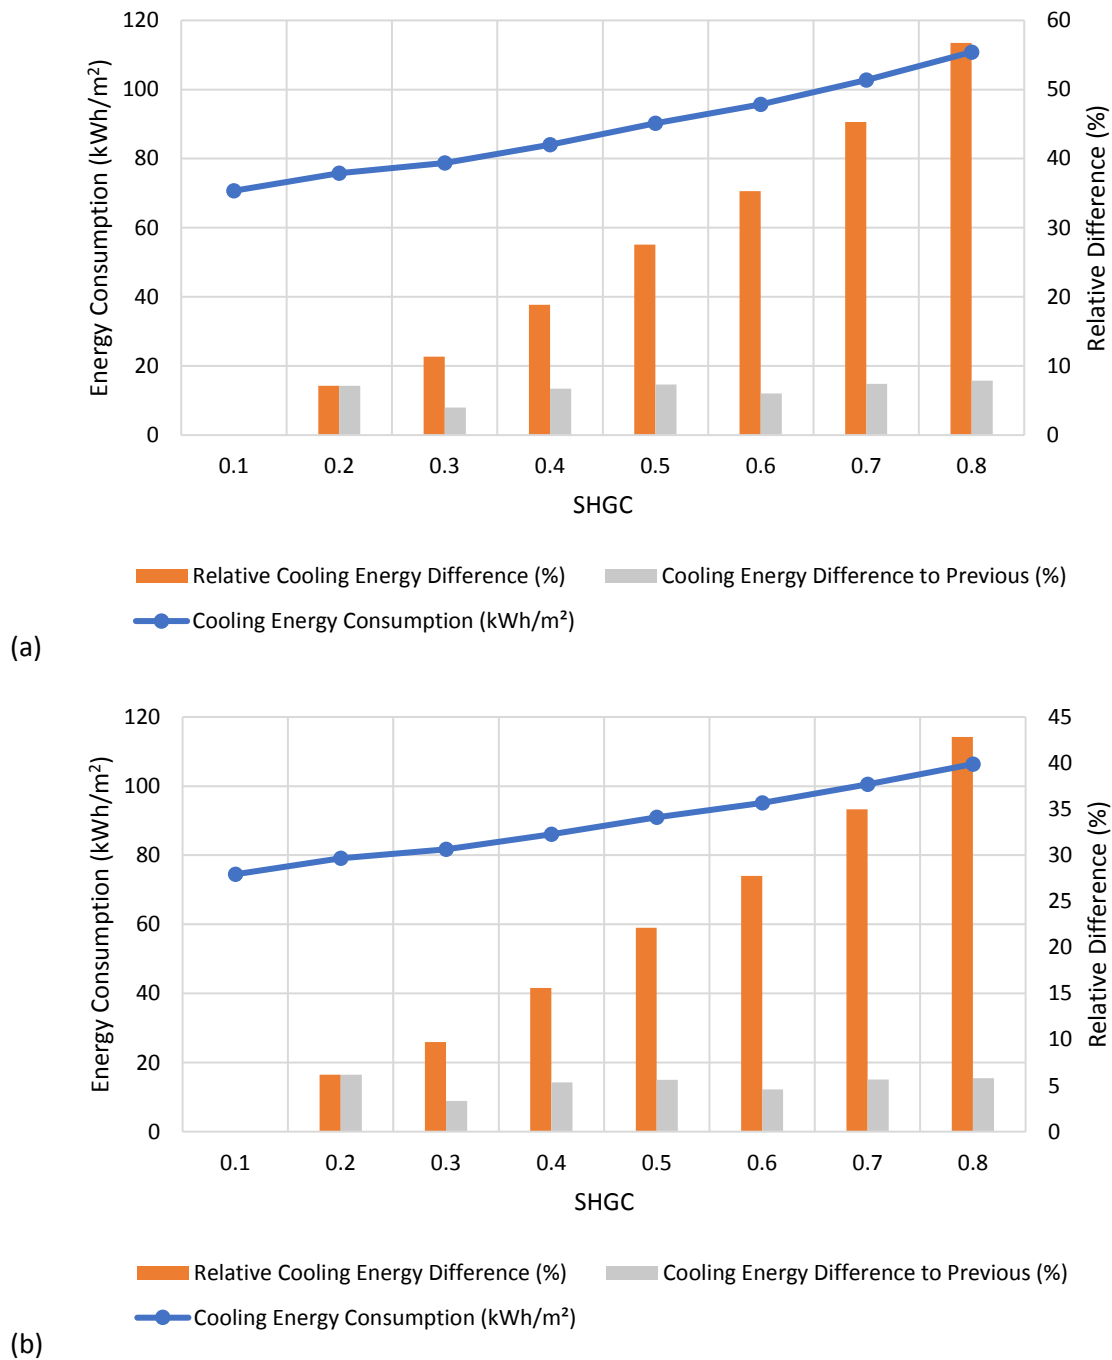 120
100
80
60
40
20
0
Energy Consumption (kWh/m²)
60
50
40
30
20
10
0
Relative Difference (%)
0.1 0.2 0.3 0.4 0.5 0.6 0.7 0.8
SHGC
Relative Cooling Energy Difference (%) Cooling Energy Difference to Previous (%)
Cooling Energy Consumption (kWh/m²)
(a)
120
100
80
60
40
20
0
Energy Consumption (kWh/m²)
45
40
35
30
25
20
15
10
5
0
Relative Difference (%)
0.1 0.2 0.3 0.4 0.5 0.6 0.7 0.8
SHGC
Relative Cooling Energy Difference (%) Cooling Energy Difference to Previous (%)
Cooling Energy Consumption (kWh/m²)
(b)